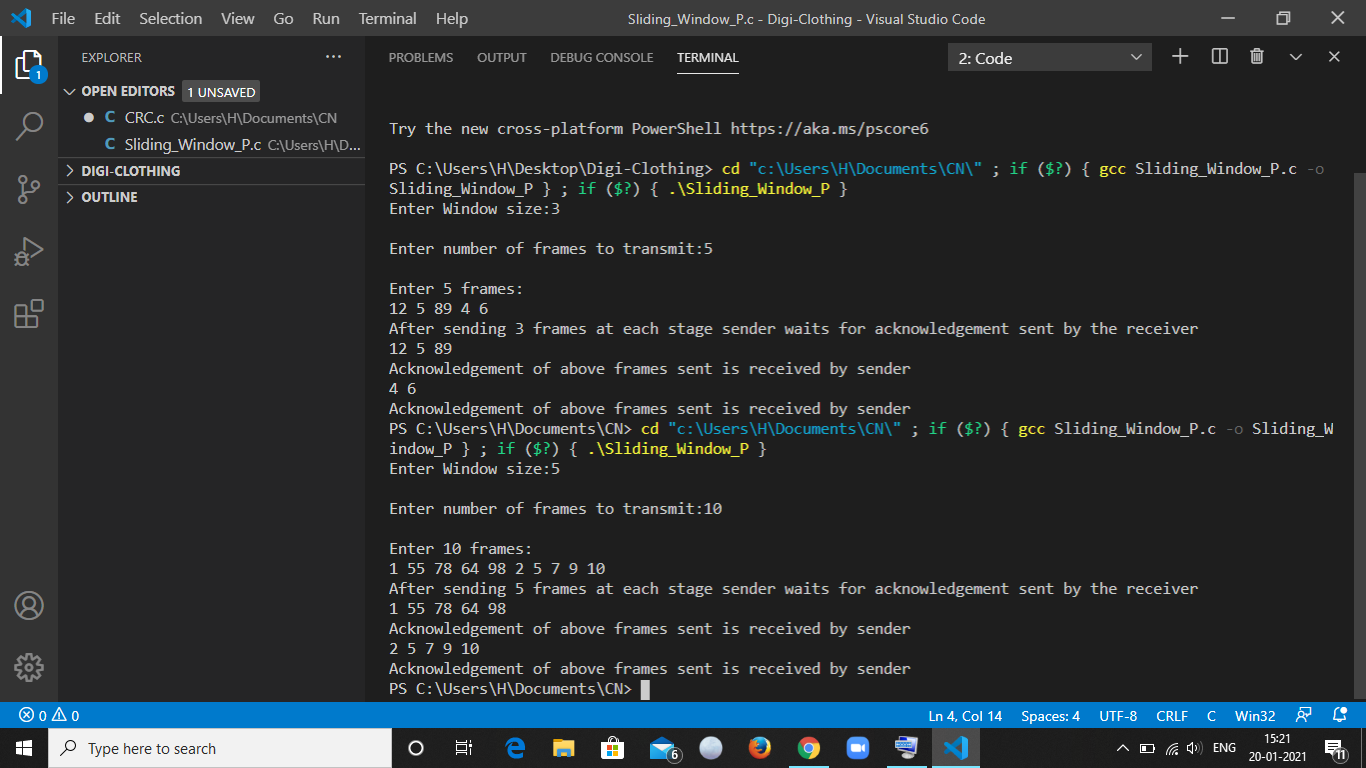 File Edit Selection View Go Run Terminal Help
Sliding_Window_P.c - Digi-Clothing - Visual Studio Code
EXPLORER
1
OPEN EDITORS 1 UNSAVED
C CRC.c C:\Users\H\Documents\CN
C Sliding_Window_P.c C:\Users\H\D...
DIGI-CLOTHING
OUTLINE
PROBLEMS OUTPUT DEBUG CONSOLE TERMINAL
2: Code
Try the new cross-platform PowerShell https://aka.ms/pscore6
PS C:\Users\H\Desktop\Digi-Clothing> cd "c:\Users\H\Documents\CN\" ; if ($?) { gcc Sliding_Window_P.c -o
Sliding_Window_P } ; if ($?) { .\Sliding_Window_P }
Enter Window size:3
Enter number of frames to transmit:5
Enter 5 frames:
12 5 89 4 6
After sending 3 frames at each stage sender waits for acknowledgement sent by the receiver
12 5 89
Acknowledgement of above frames sent is received by sender
4 6
Acknowledgement of above frames sent is received by sender
PS C:\Users\H\Documents\CN> cd "c:\Users\H\Documents\CN\" ; if ($?) { gcc Sliding_Window_P.c -o Sliding_W
indow_P } ; if ($?) { .\Sliding_Window_P }
Enter Window size:5
Enter number of frames to transmit:10
Enter 10 frames:
1 55 78 64 98 2 5 7 9 10
After sending 5 frames at each stage sender waits for acknowledgement sent by the receiver
1 55 78 64 98
Acknowledgement of above frames sent is received by sender
2 5 7 9 10
Acknowledgement of above frames sent is received by sender
PS C:\Users\H\Documents\CN>
0 0
Ln 4, Col 14 Spaces: 4 UTF-8 CRLF C Win32
Type here to search
6
ENG
15:21
20-01-2021
11